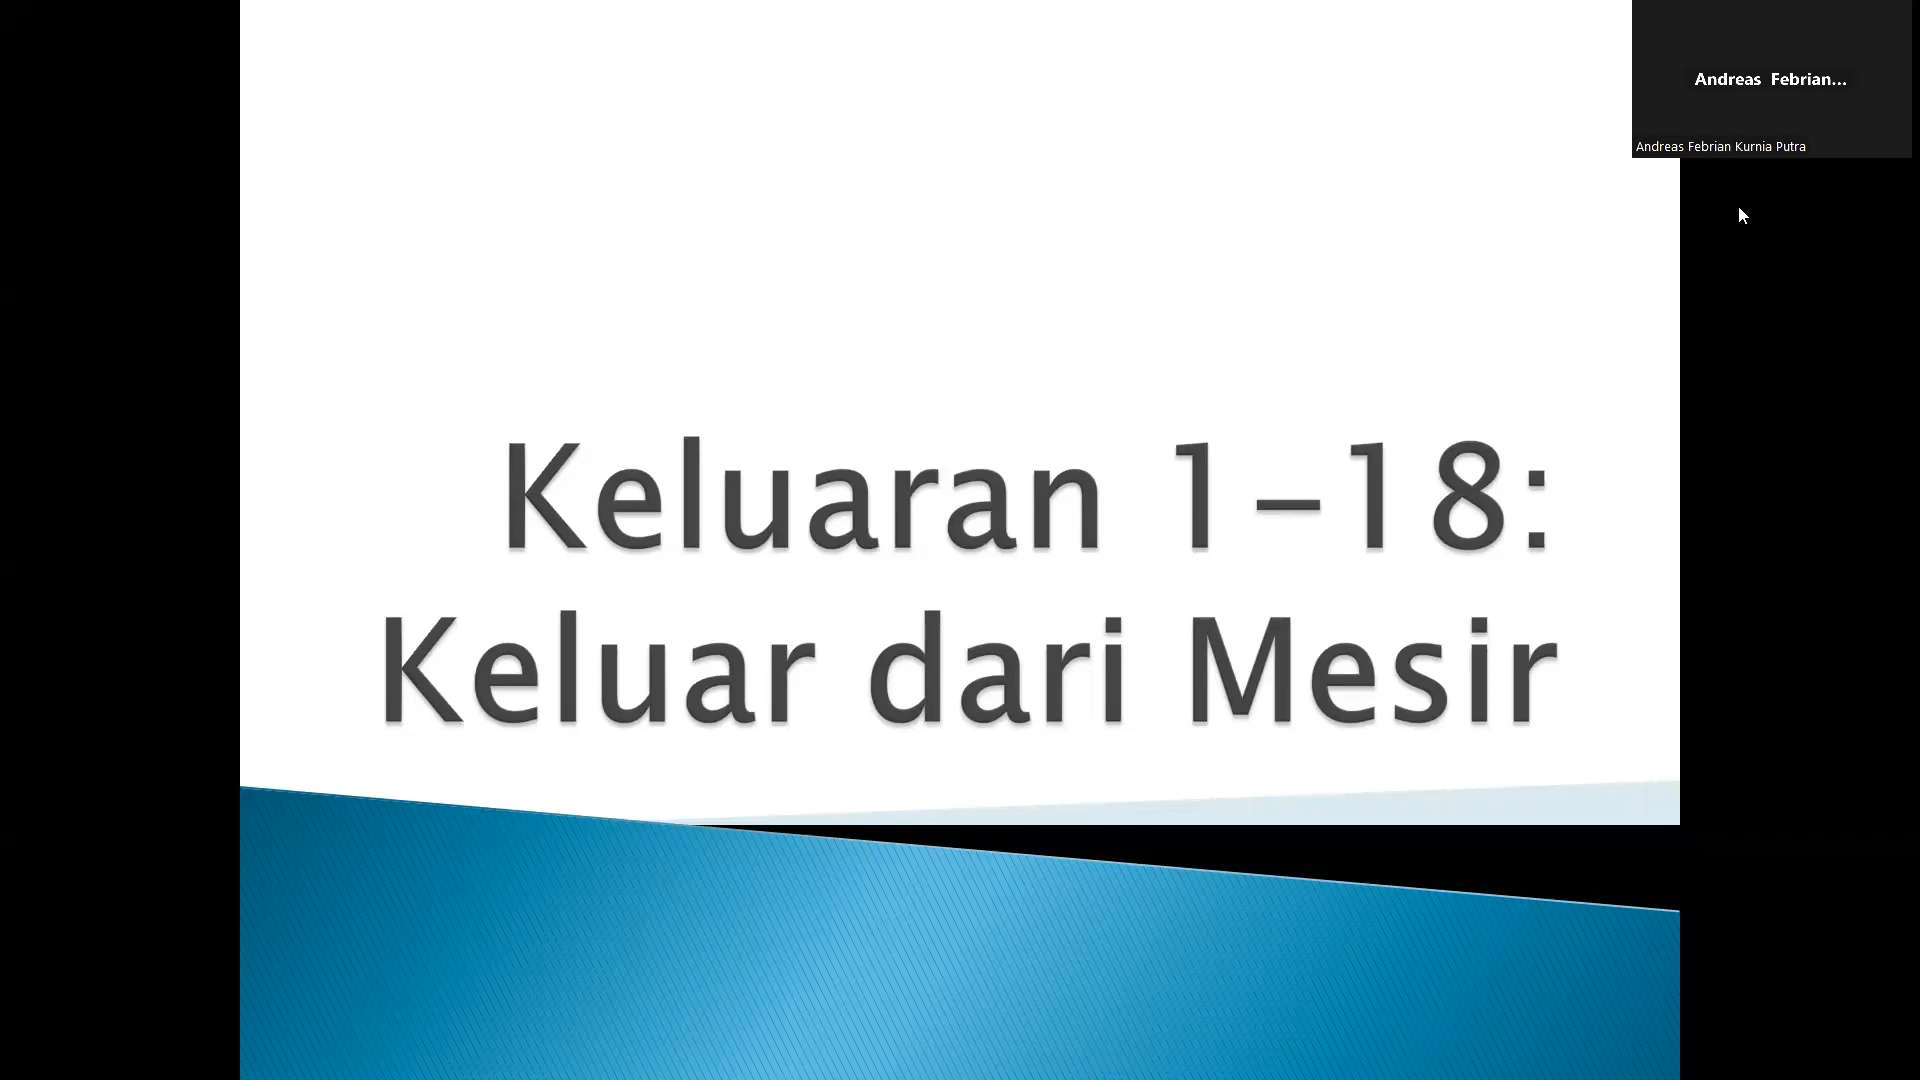 Andreas Febrian...
Andreas Febrian Kurnia Putra
Keluaran 1-18:
Keluar dari Mesir